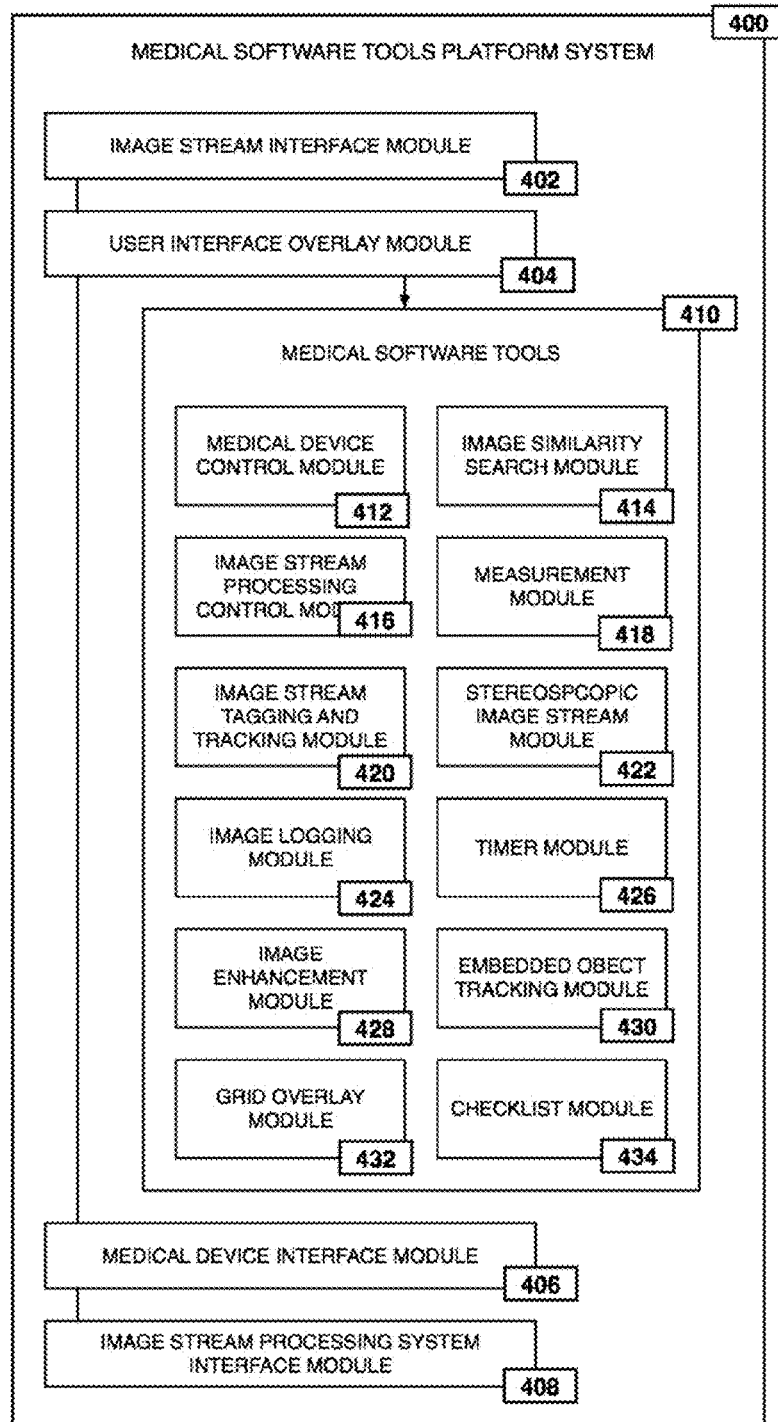 400
MEDICAL SOFTWARE TOOLS PLATFORM SYSTEM
IMAGE STREAM INTERFACE MODULE
402
USER INTERFACE OVERLAY MODULE
404
410
MEDICAL SOFTWARE TOOLS
MEDICAL DEVICE
CONTROL MODULE
412
IMAGE SIMILARITY
SEARCH MODULE
414
IMAGE STREAM
PROCESSING
CONTROL
416
MEASUREMENT
MODULE
418
IMAGE STREAM
TAGGING AND
TRACKING MODULE
420
STEREOSPCOPIC
IMAGE STREAM
MODULE
422
IMAGE LOGGING
MODULE
424
TIMER MODULE
426
IMAGE
ENHANCEMENT
MODULE
428
EMBEDDED OBECT
TRACKING MODULE
430
GRID OVERLAY
MODULE
432
CHECKLIST MODULE
434
MEDICAL DEVICE INTERFACE MODULE
406
IMAGE STREAM PROCESSING SYSTEM
INTERFACE MODULE
408